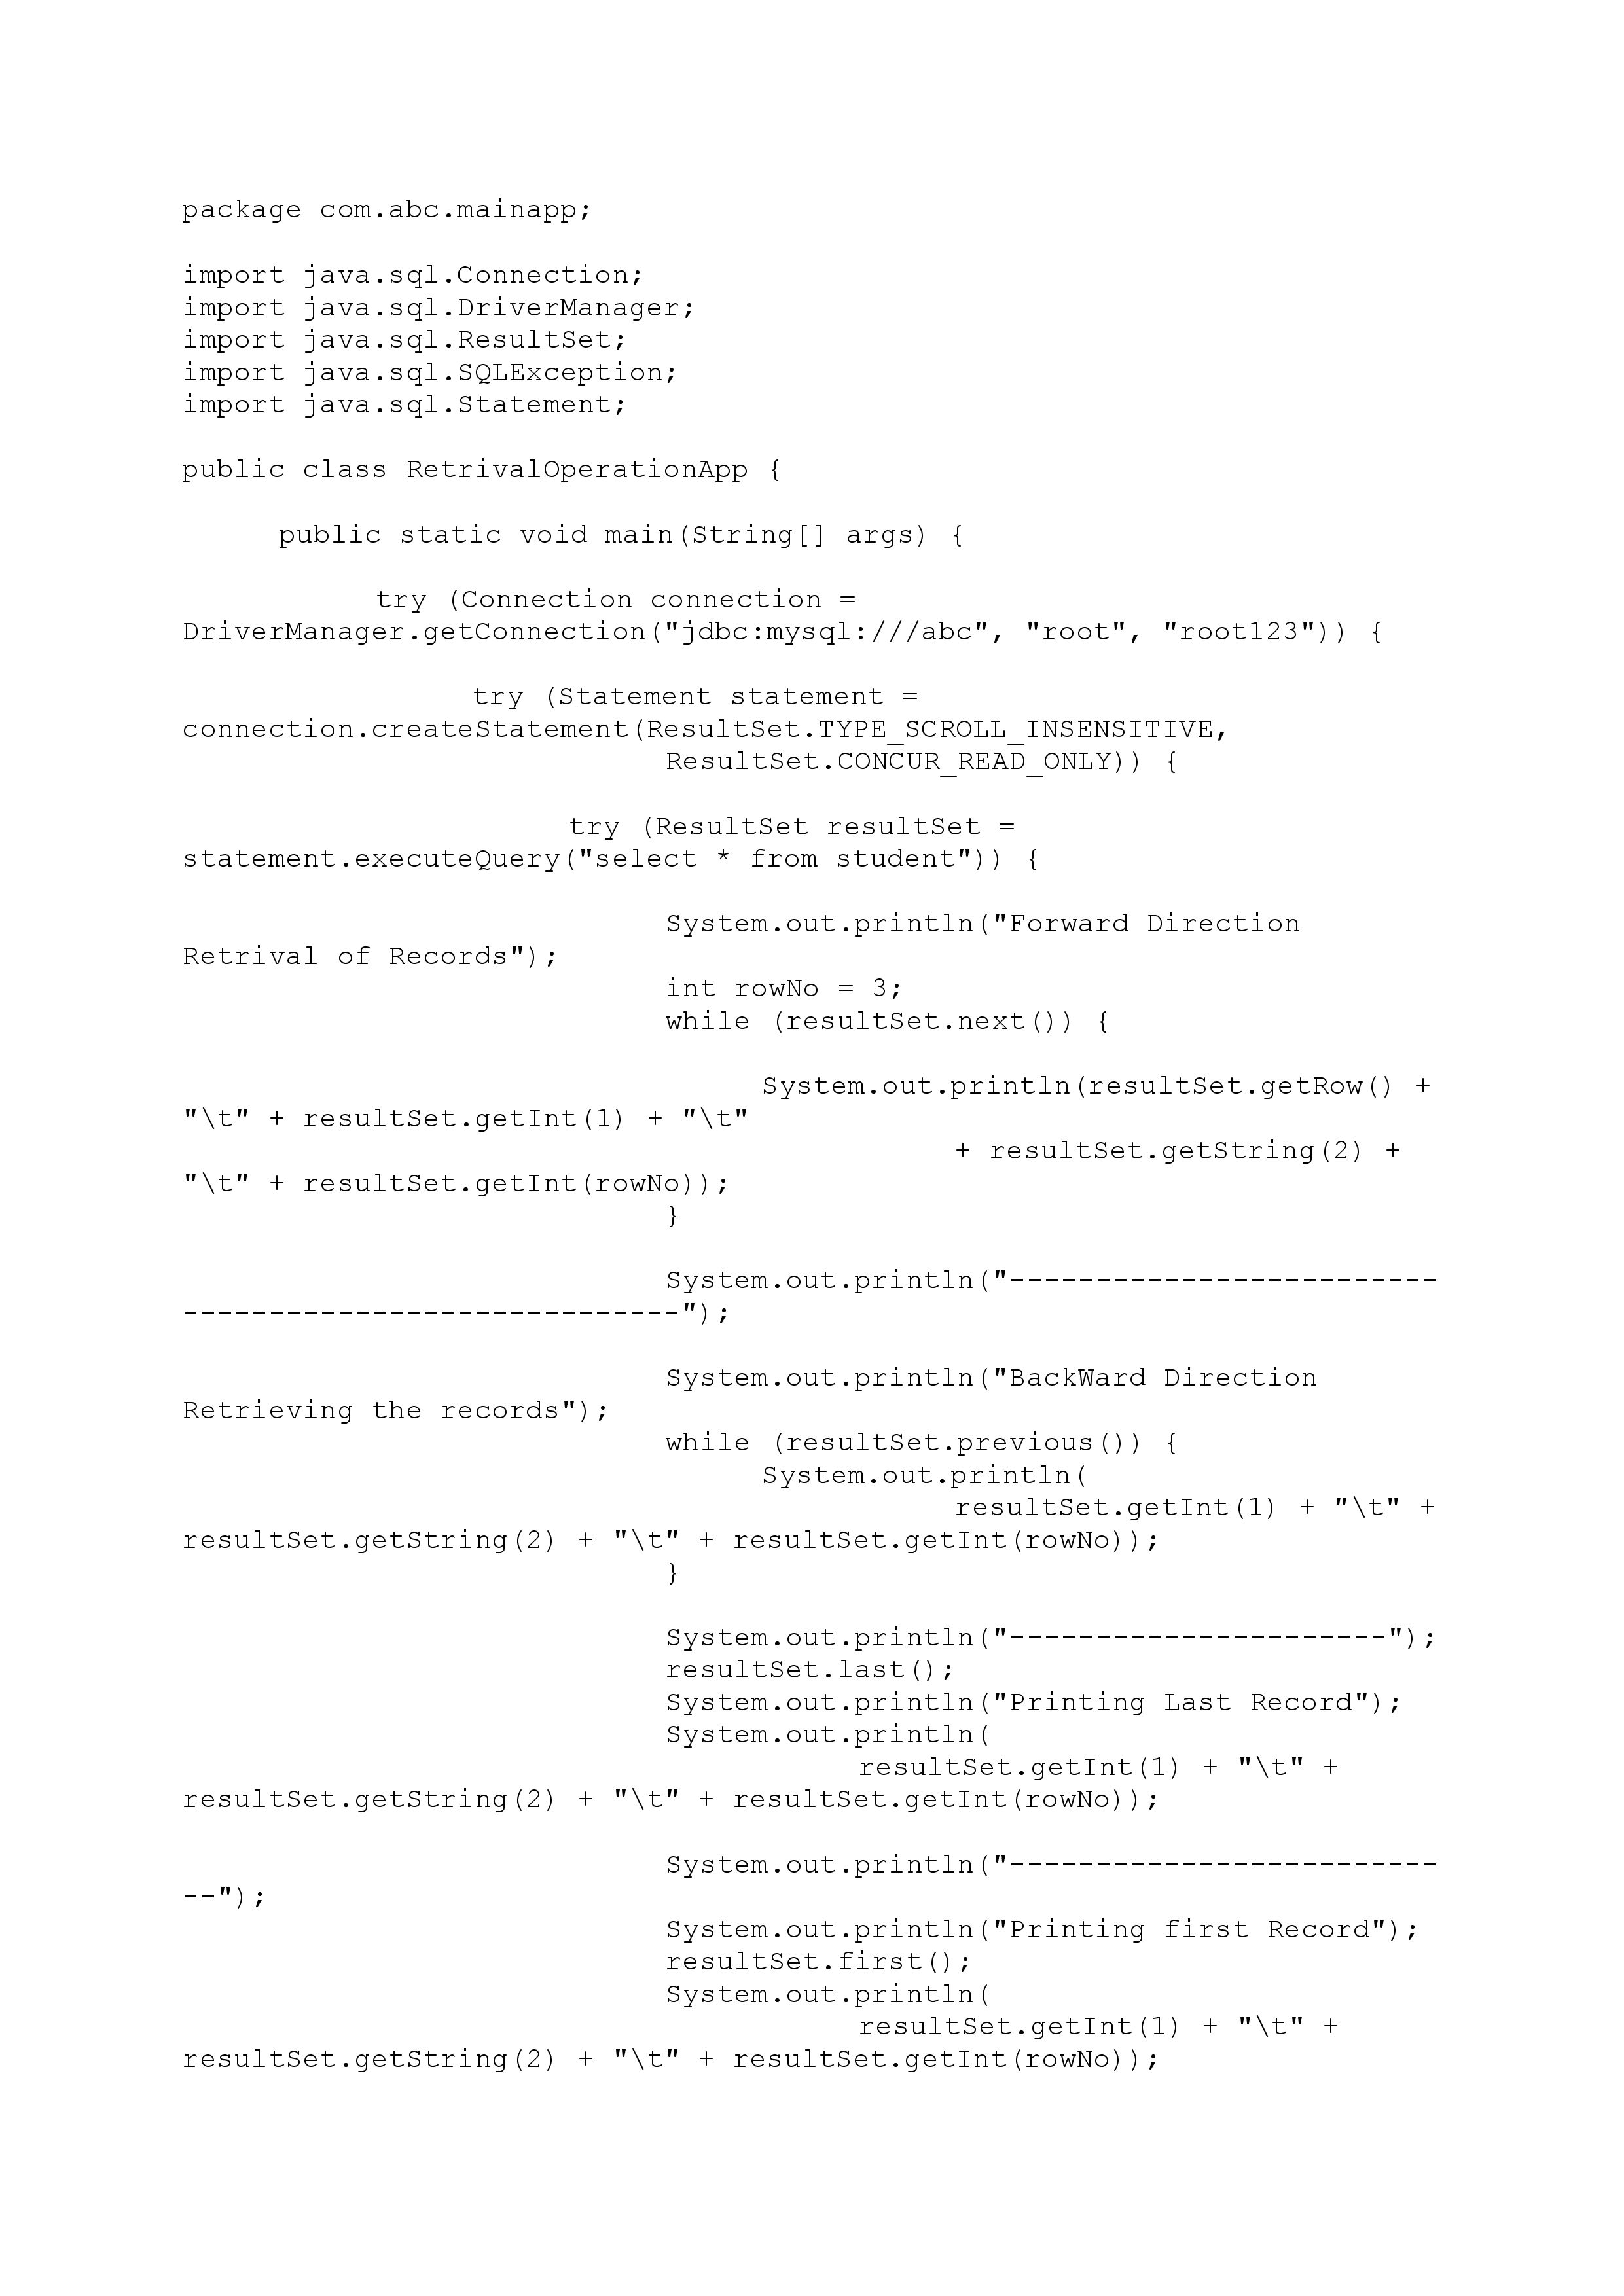 package com.abc.mainapp;

import java.sql.Connection;
import java.sql.DriverManager;
import java.sql.ResultSet;
import java.sql.SQLException;
import java.sql.Statement;

public class RetrivalOperationApp {

public static void main(String[] args) {

try (Connection connection =
DriverManager.getConnection("jdbc:mysql:///abc", "root", "root123")) {

try (Statement statement =
connection.createStatement(ResultSet.TYPE_SCROLL_INSENSITIVE,
ResultSet.CONCUR_READ_ONLY)) {

try (ResultSet resultSet =
statement.executeQuery("select * from student")) {

System.out.println("Forward Direction
Retrival of Records");
int rowNo = 3;
while (resultSet.next()) {

System.out.println(resultSet.getRow() +
"\t" + resultSet.getInt(1) + "\t"
+ resultSet.getString(2) +
"\t" + resultSet.getInt(rowNo));
}

System.out.println("-------------------------
-----------------------------");

System.out.println("BackWard Direction
Retrieving the records");
while (resultSet.previous()) {
System.out.println(
resultSet.getInt(1) + "\t" +
resultSet.getString(2) + "\t" + resultSet.getInt(rowNo));
}

System.out.println("----------------------");
resultSet.last();
System.out.println("Printing Last Record");
System.out.println(
resultSet.getInt(1) + "\t" +
resultSet.getString(2) + "\t" + resultSet.getInt(rowNo));

System.out.println("-------------------------
--");
System.out.println("Printing first Record");
resultSet.first();
System.out.println(
resultSet.getInt(1) + "\t" +
resultSet.getString(2) + "\t" + resultSet.getInt(rowNo));